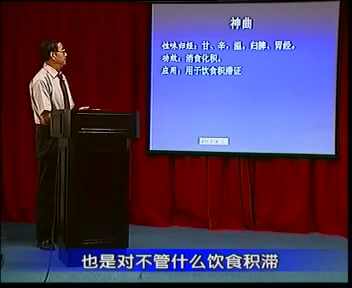 神曲
性味归经：甘、辛，温。归脾、胃经。
功效：消食化积。
应用：用于饮食积滞证
也是对不管什么饮食积滞